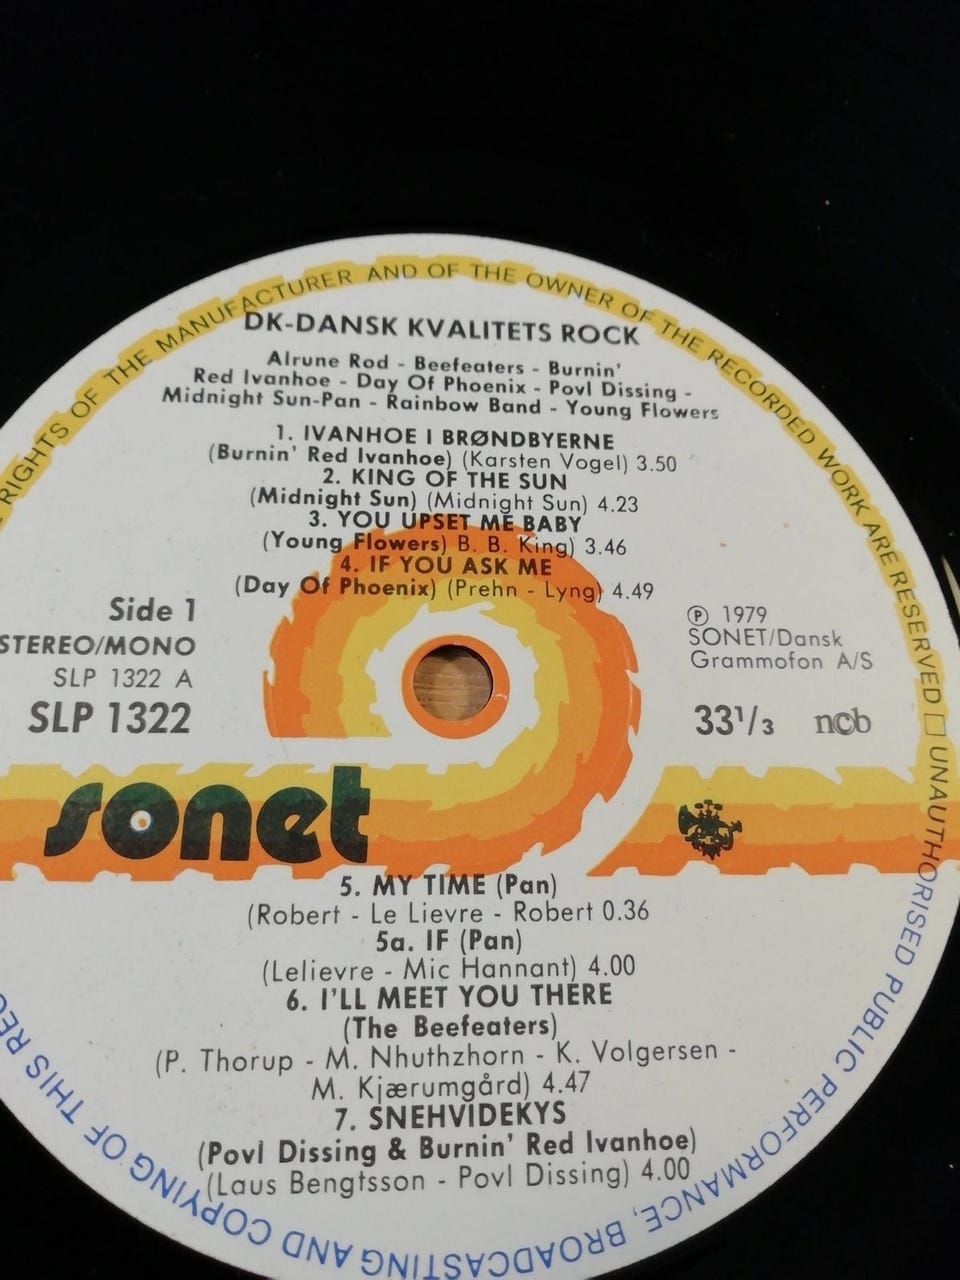 RIGHTS OF THE MANUFACTURER AND OF THE OWNER OF THE RECORDED WORK ARE RESERVED □ UNAUTHORISED PUBLIC PERFORMANCE, BROADCASTING AND COPYING OF THIS
DK-DANSK KVALITETS ROCK
Alrune Rod - Beefeaters - Burnin'
Red Ivanhoe - Day Of Phoenix - Povl Dissing -
Midnight Sun-Pan - Rainbow Band - Young Flowers
1. IVANHOE I BRØNDBYERNE
(Burnin' Red Ivanhoe) (Karsten Vogel) 3.50
2. KING OF THE SUN
(Midnight Sun) (Midnight Sun) 4.23
3. YOU UPSET ME BABY
(Young Flowers) B. B. King) 3.46
4. IF YOU ASK ME
(Day Of Phoenix) (Prehn - Lyng) 4.49
Side 1
STEREO/MONO
SLP 1322 A
SLP 1322
℗ 1979
SONET/Dansk
Grammofon A/S
33¹/₃ ncb
sonet
5. MY TIME (Pan)
(Robert - Le Lievre - Robert 0.36
5a. IF (Pan)
(Lelievre - Mic Hannant) 4.00
6. I'LL MEET YOU THERE
(The Beefeaters)
(P. Thorup - M. Nhuthzhorn - K. Volgersen -
M. Kjærumgård) 4.47
7. SNEHVIDEKYS
(Povl Dissing & Burnin' Red Ivanhoe)
(Laus Bengtsson - Povl Dissing) 4.00